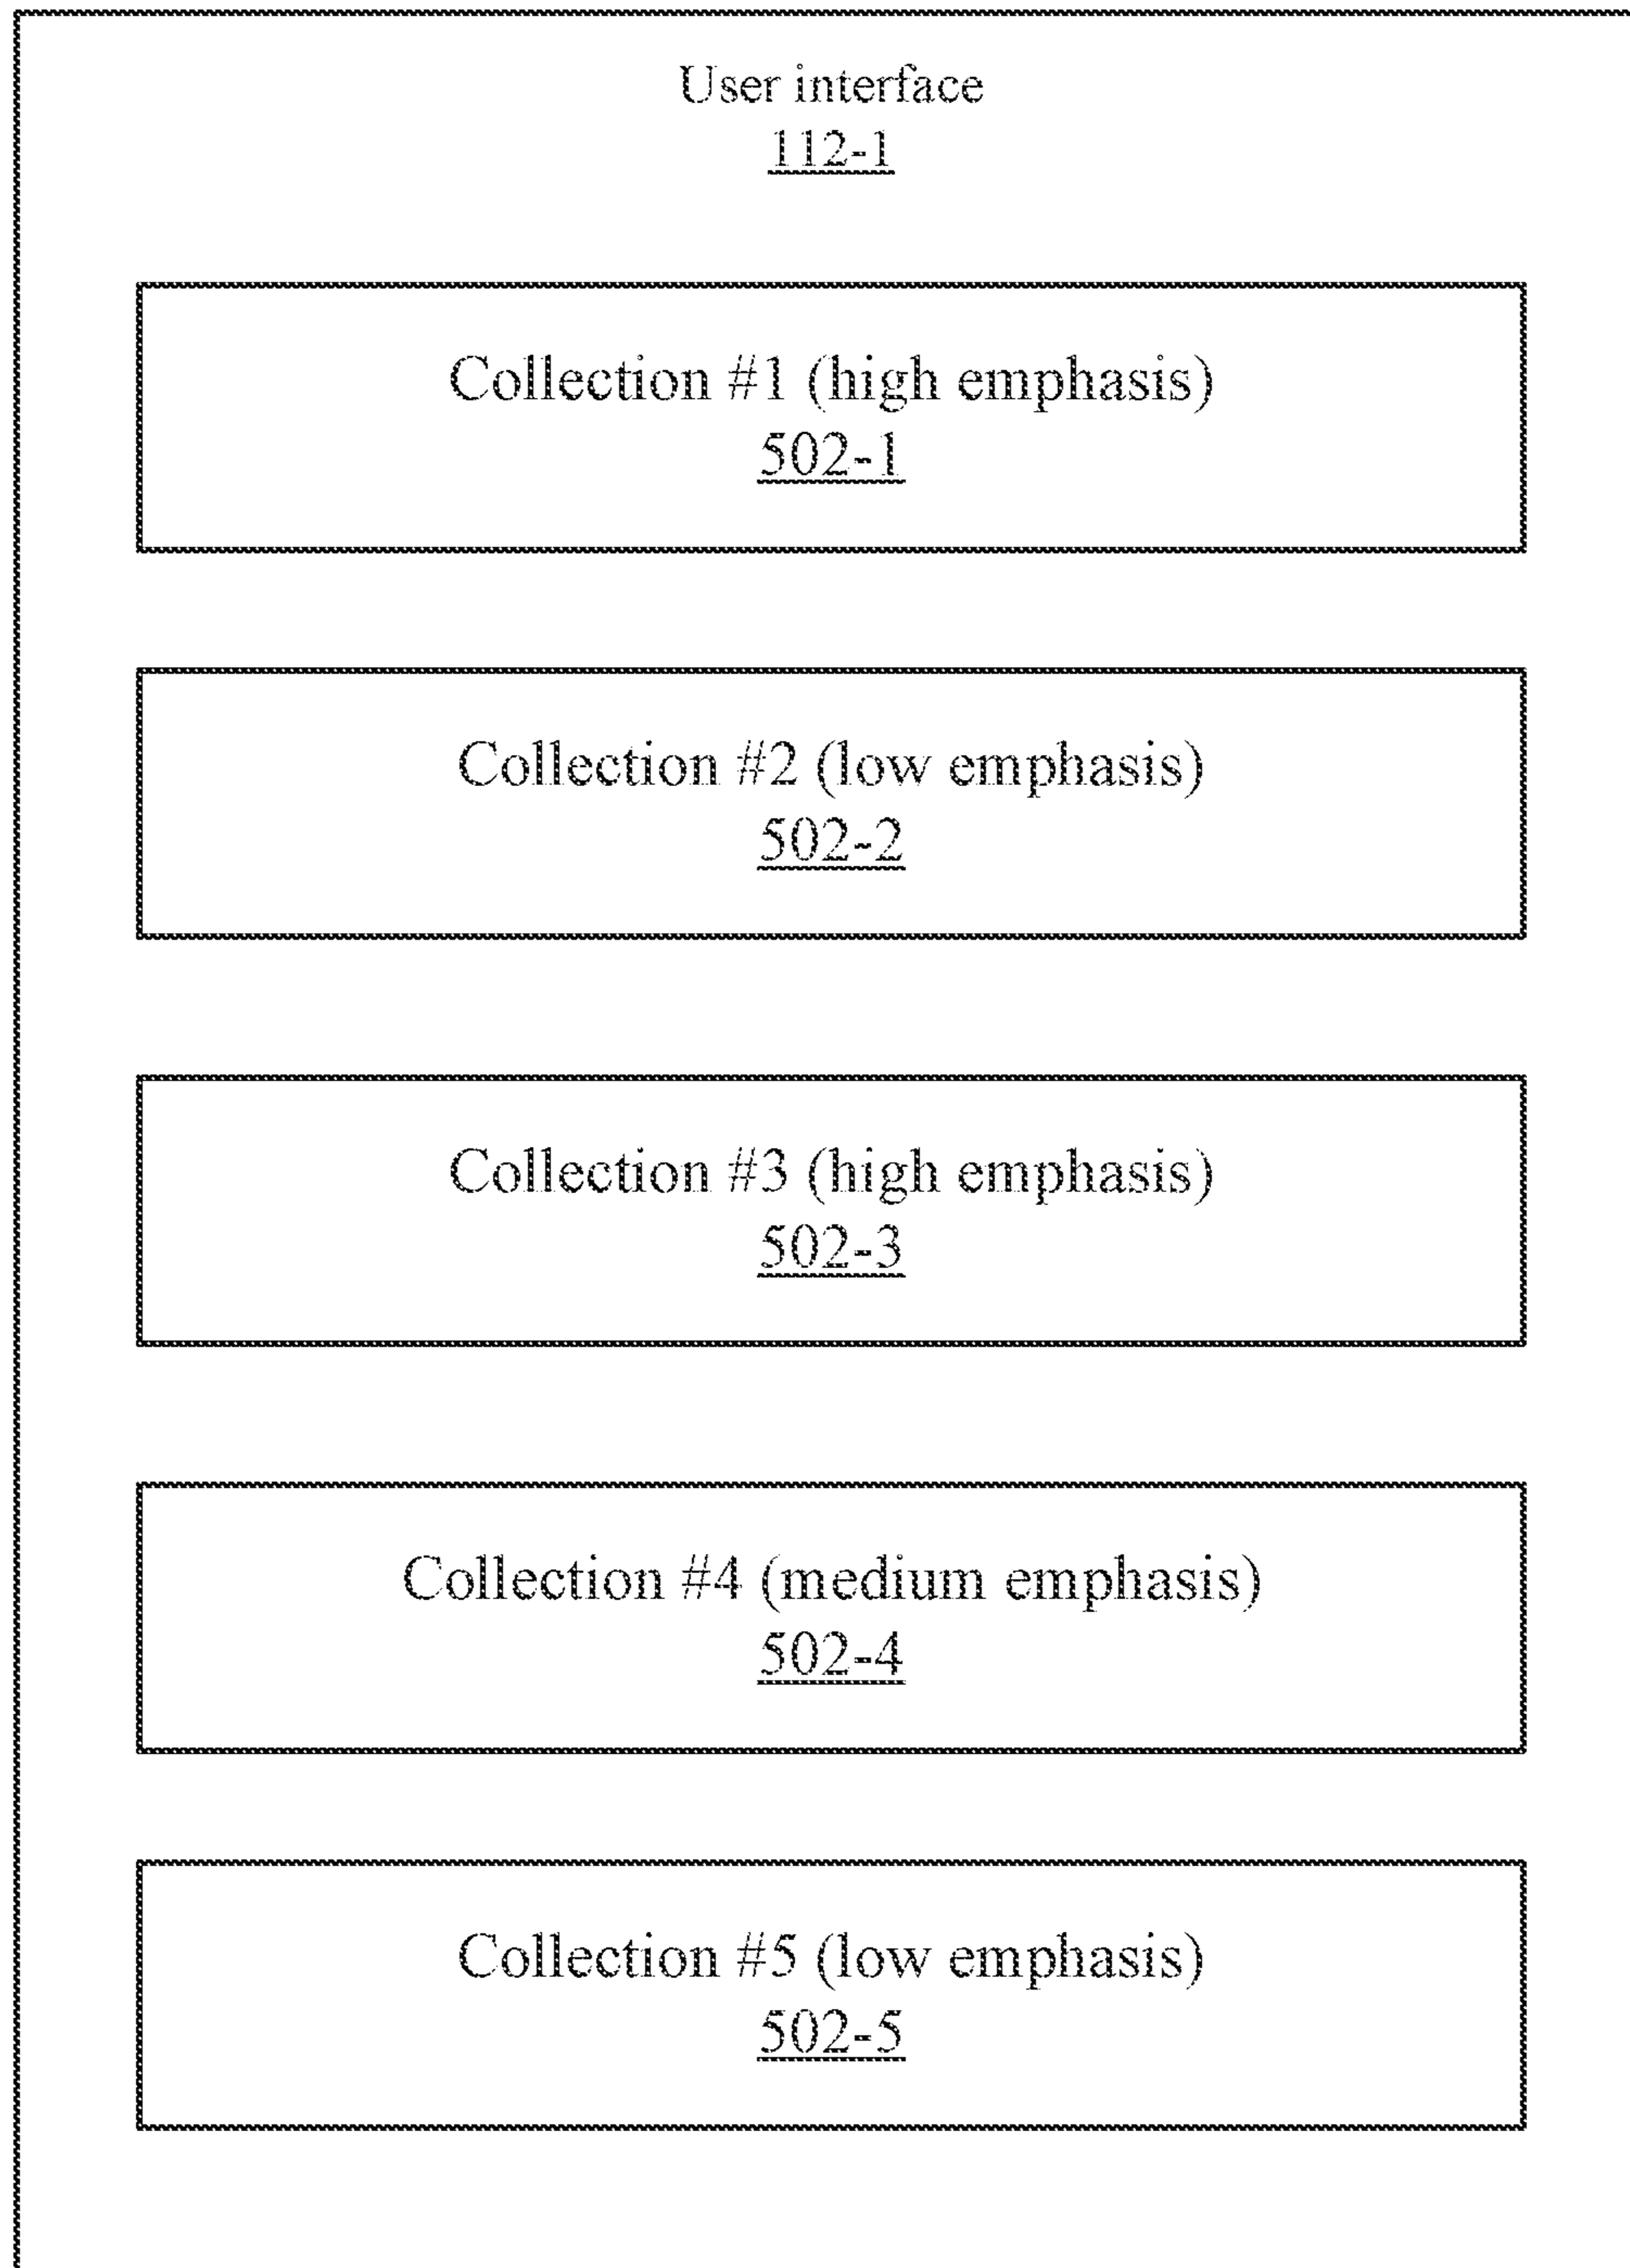 User interface
112-1
Collection #1 (high emphasis)
502-1
Collection #2 (low emphasis)
502-2
Collection #3 (high emphasis)
502-3
Collection #4 (medium emphasis)
502-4
Collection #5 (low emphasis)
502-5